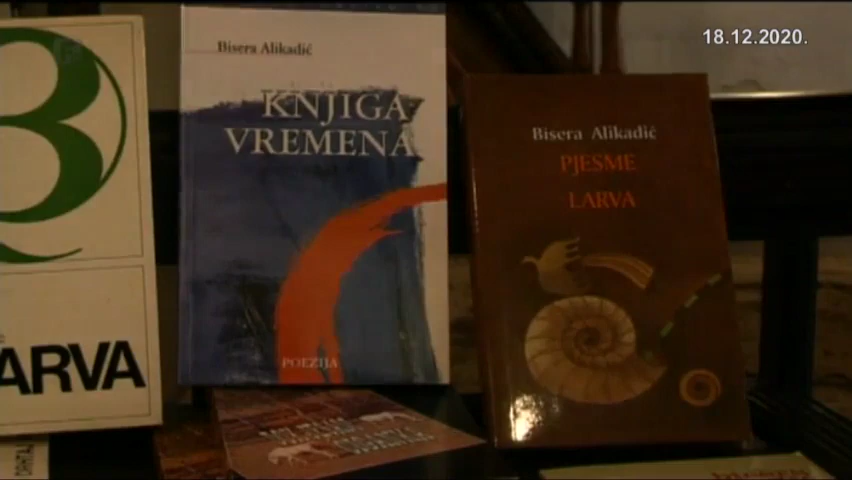 18.12.2020.
Bisera Alikadić
KNJIGA
VREMENA
POEZIJA
Bisera Alikadić
PJESME
LARVA
ARVA